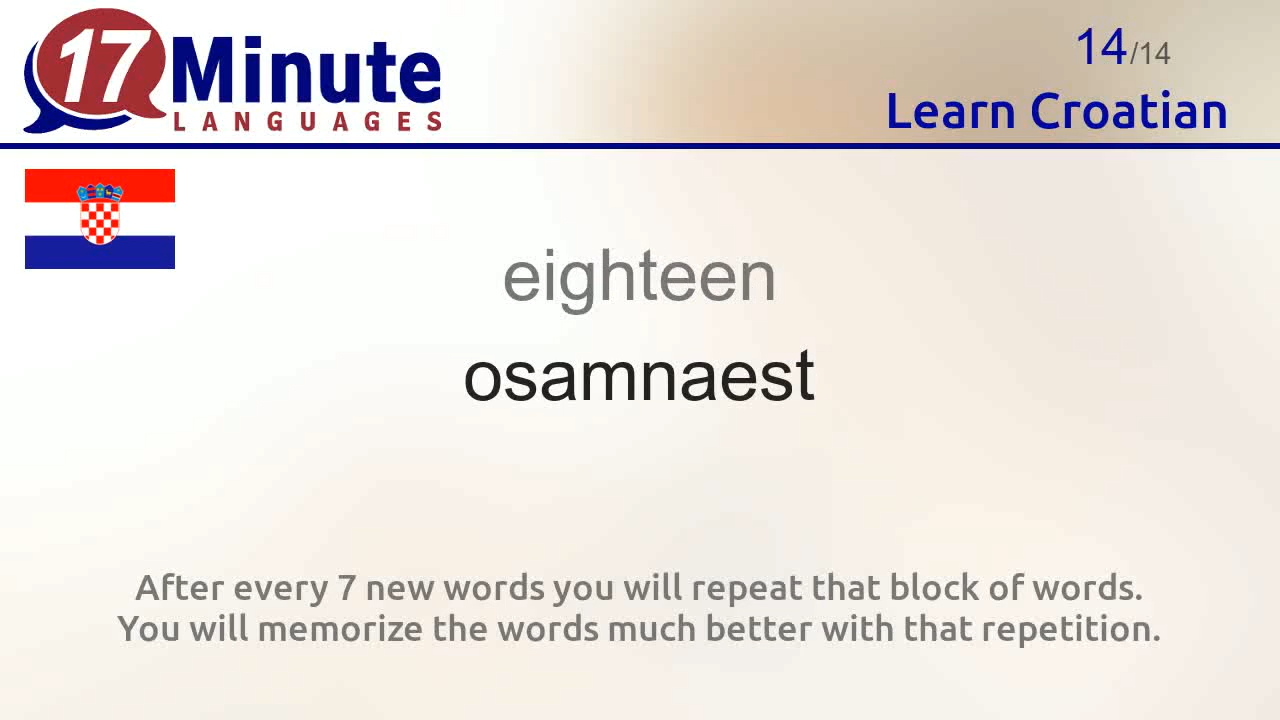 17 Minute
LANGUAGES
14/14
Learn Croatian
eighteen
osamnaest
After every 7 new words you will repeat that block of words.
You will memorize the words much better with that repetition.